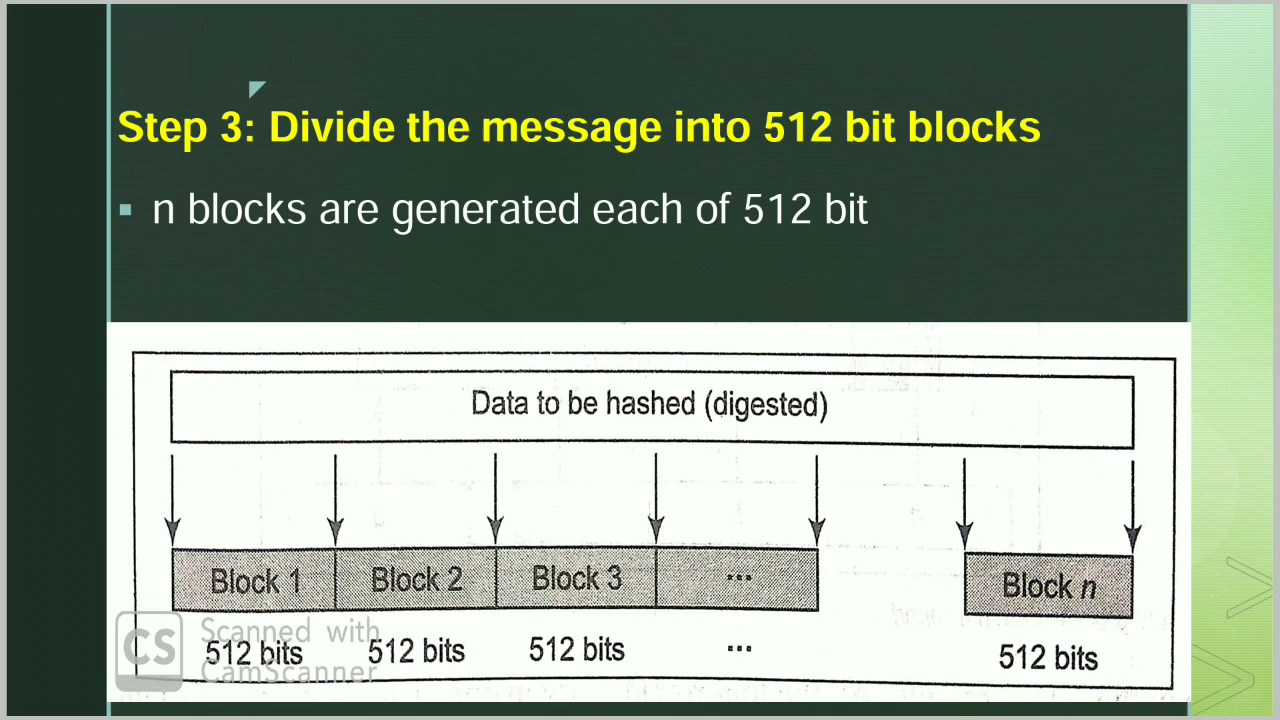 Step 3: Divide the message into 512 bit blocks
n blocks are generated each of 512 bit
Data to be hashed (digested)
Block 1 Block 2 Block 3 ... Block n
512 bits 512 bits 512 bits ... 512 bits
CS Scanned with
CamScanner